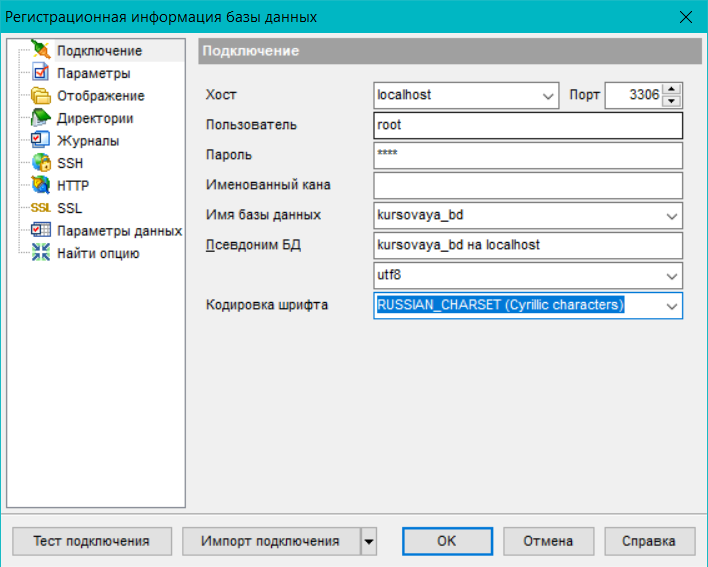 Регистрационная информация базы данных
Подключение
Параметры
Отображение
Директории
Журналы
SSH
HTTP
SSL SSL
Параметры данных
Найти опцию
Подключение
Хост localhost Порт 3306
Пользователь root
Пароль ****
Именованный кана
Имя базы данных kursovaya_bd
Псевдоним БД kursovaya_bd на localhost
utf8
Кодировка шрифта RUSSIAN_CHARSET (Cyrillic characters)
Тест подключения Импорт подключения OK Отмена Справка